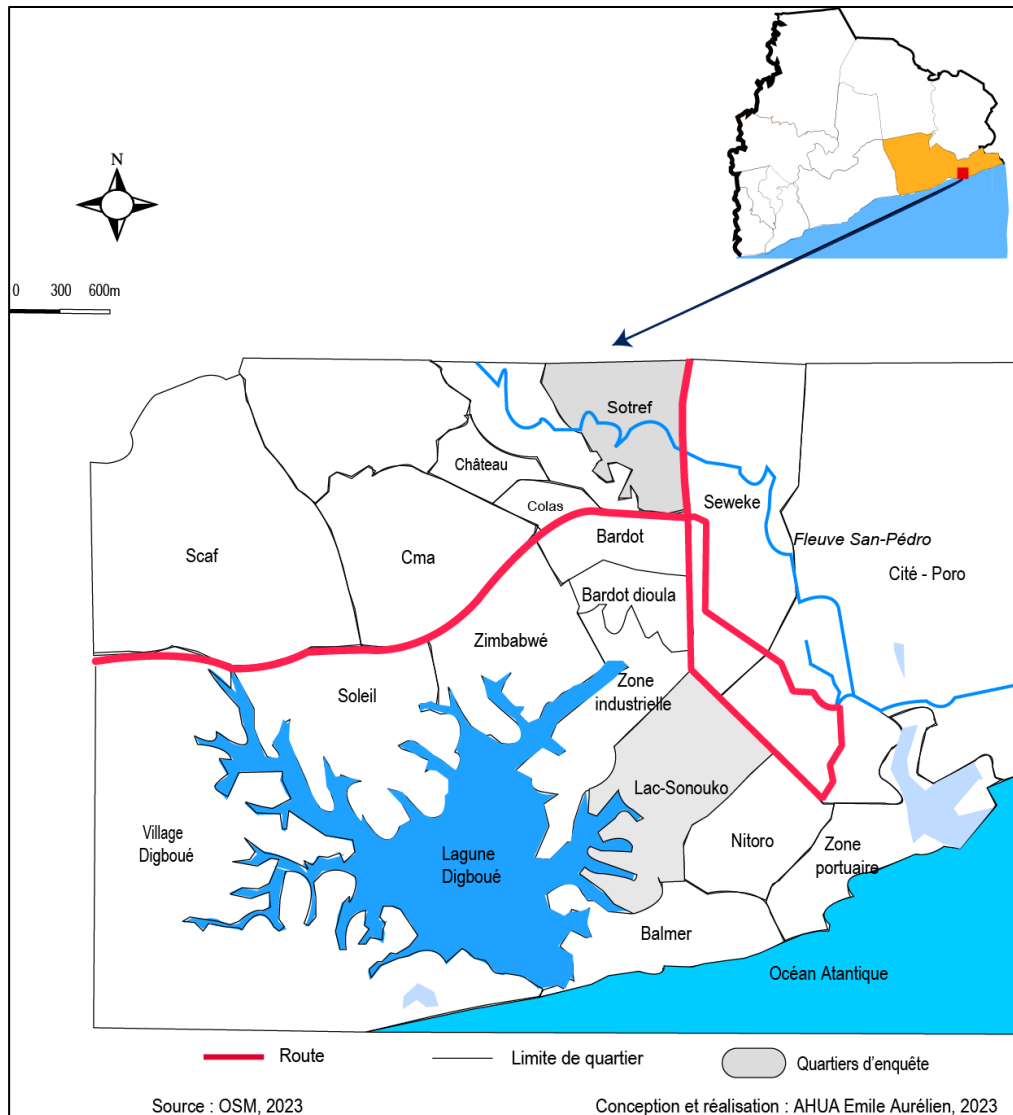 N
0 300 600m
Sotref
Château
Colas
Seweke
Bardot
Fleuve San-Pédro
Scaf
Cma
Cité - Poro
Bardot dioula
Zimbabwé
Zone
industrielle
Soleil
Lac-Sonouko
Village
Digboué
Lagune
Digboué
Nitoro
Zone
portuaire
Balmer
Océan Atantique
Route
Limite de quartier
Quartiers d'enquête
Source : OSM, 2023
Conception et réalisation : AHUA Emile Aurélien, 2023